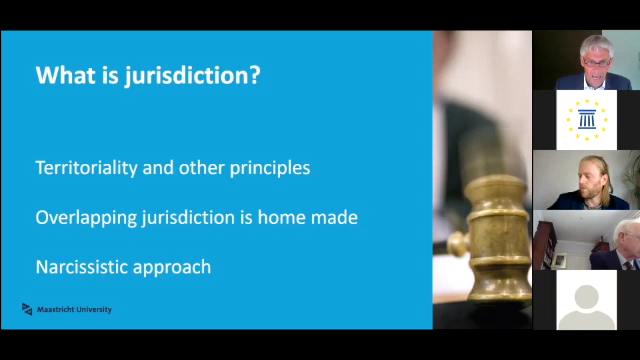 What is jurisdiction?
Territoriality and other principles
Overlapping jurisdiction is home made
Narcissistic approach
Maastricht University